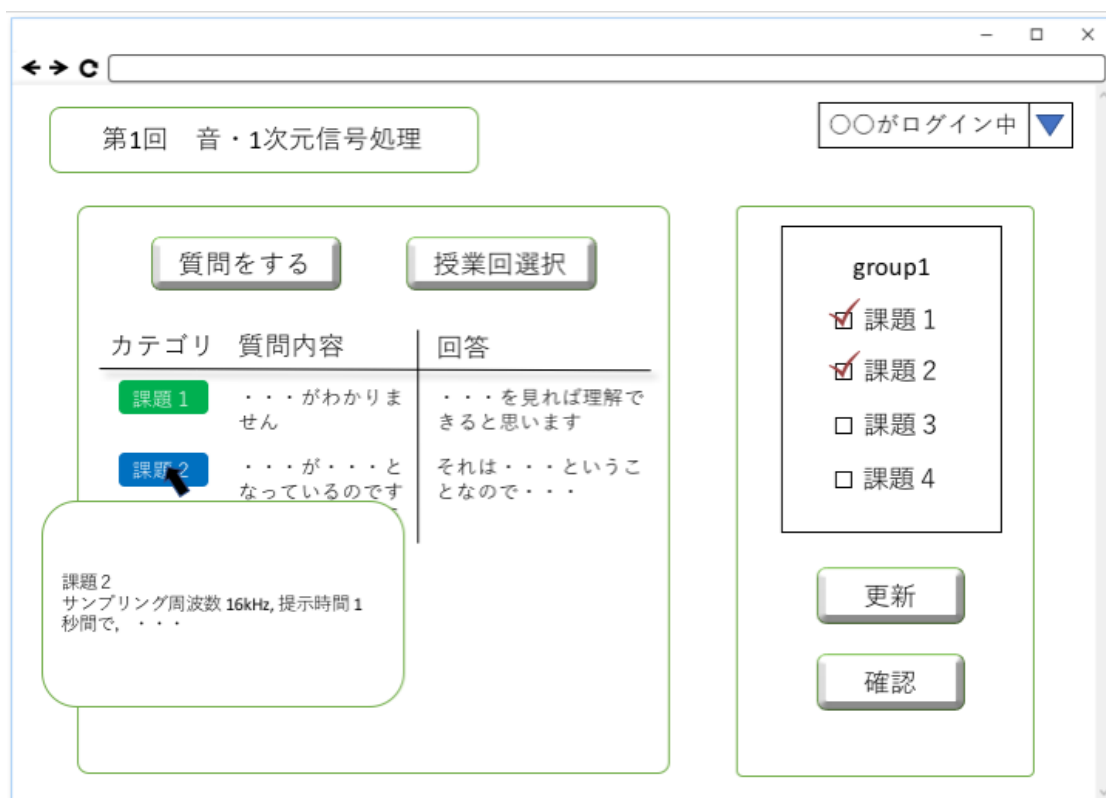 第1回　音・1次元信号処理
〇〇がログイン中
質問をする
授業回選択
カテゴリ 質問内容 回答
課題１
・・・がわかりま
せん
・・・を見れば理解で
きると思います
課題２
・・・が・・・と
なっているのです
それは・・・というこ
となので・・・
課題２
サンプリング周波数 16kHz, 提示時間 1
秒間で,　・・・
group1
課題１
課題２
課題３
課題４
更新
確認